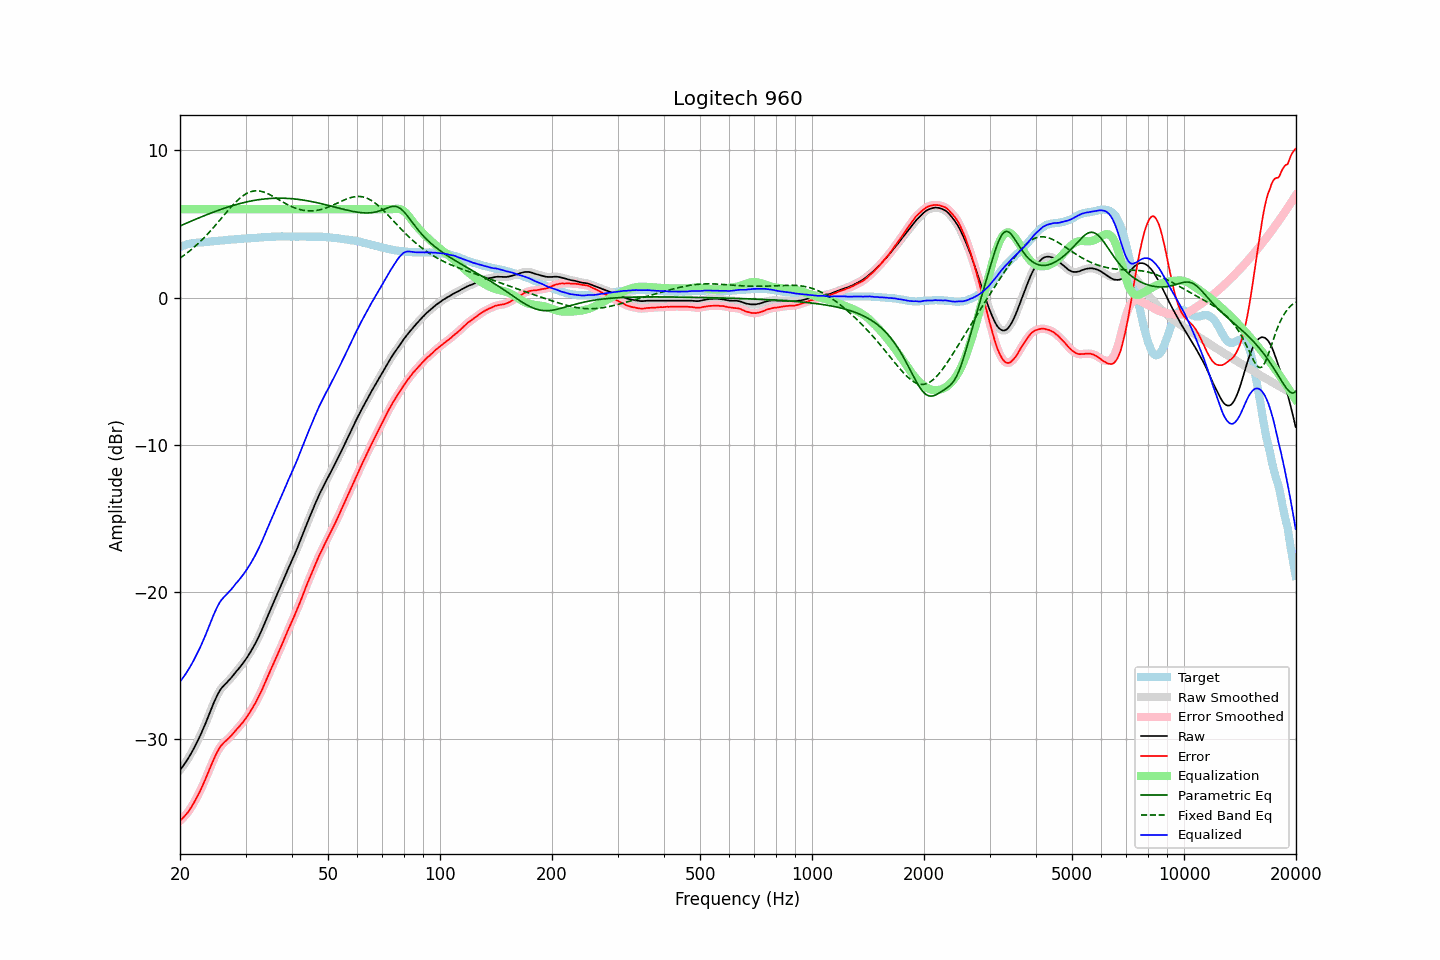 Logitech 960
10
0
−10
−20
−30
Amplitude (dBr)
20
50
100
200
500
1000
2000
5000
10000
20000
Frequency (Hz)
Target
Raw Smoothed
Error Smoothed
Raw
Error
Equalization
Parametric Eq
Fixed Band Eq
Equalized